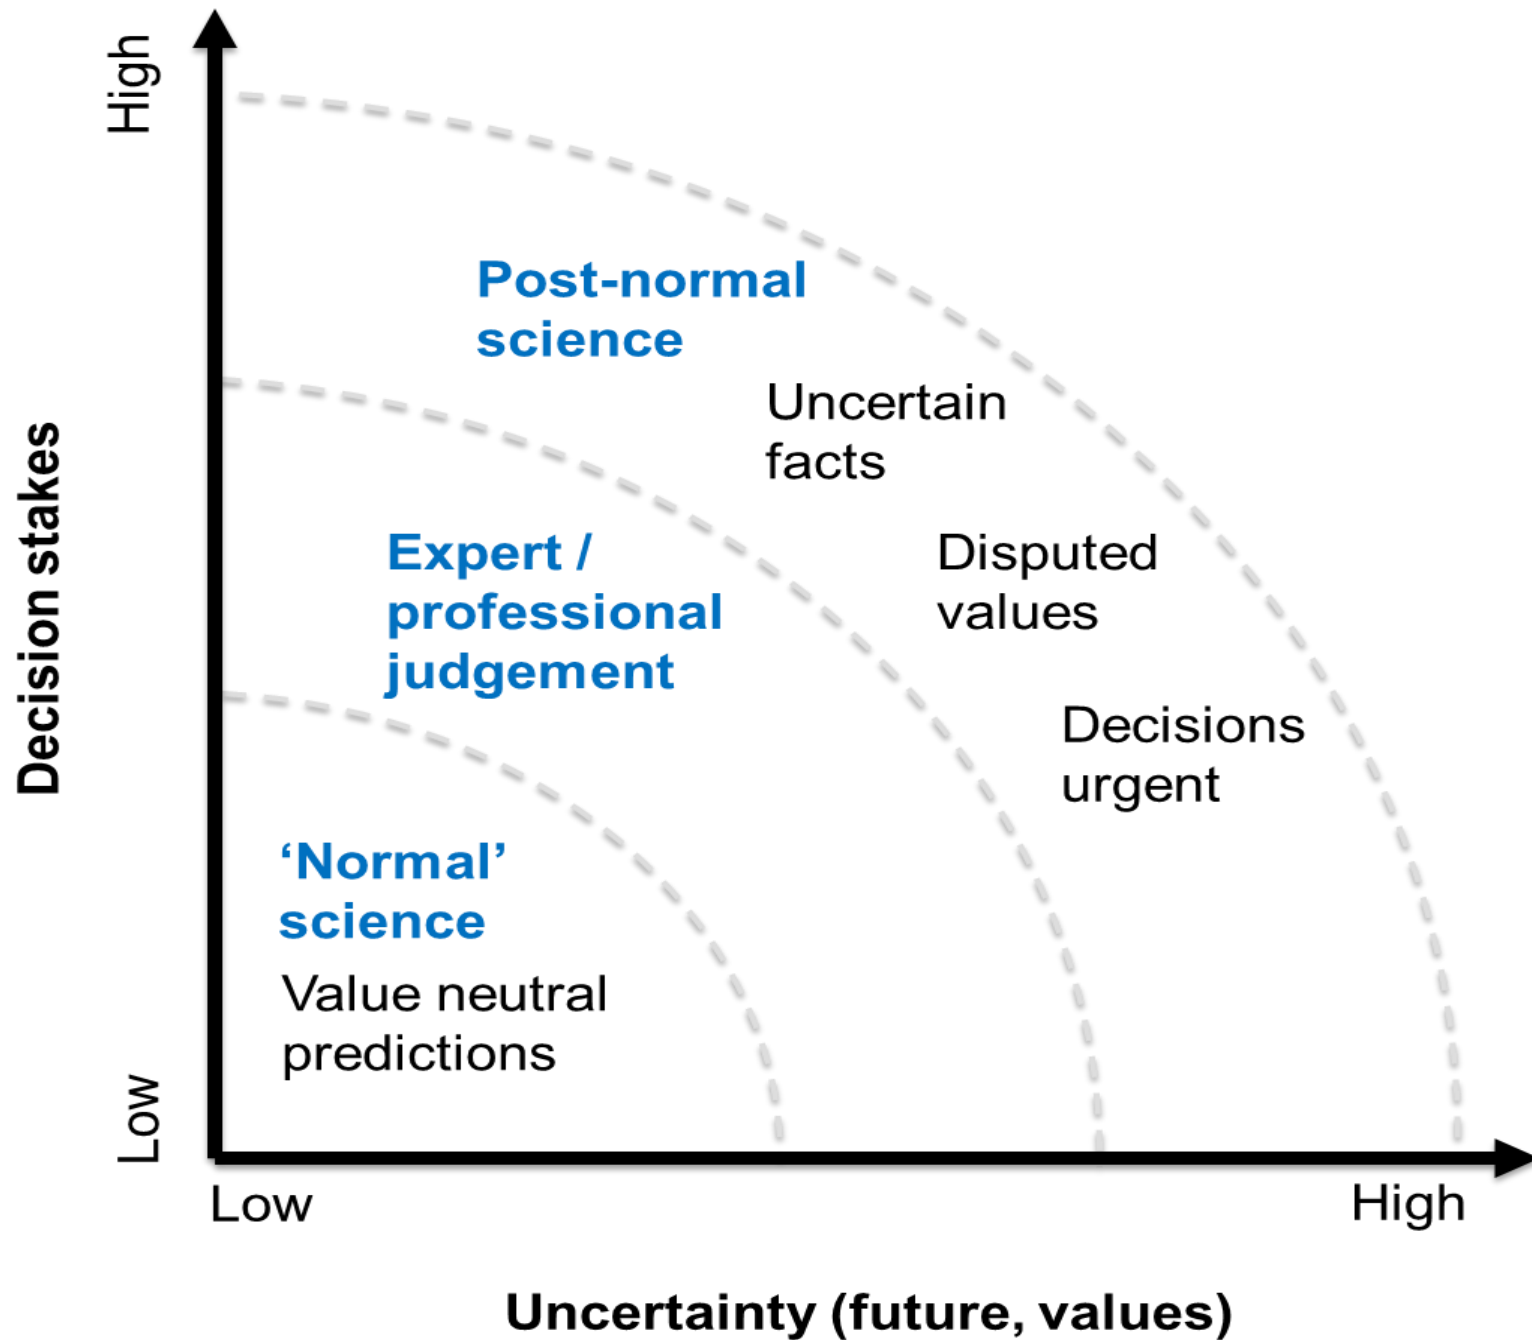 High
Post-normal
science
Uncertain
facts
Decision stakes
Expert /
professional
judgement
Disputed
values
Decisions
urgent
‘Normal’
science
Value neutral
predictions
Low
Low
High
Uncertainty (future, values)